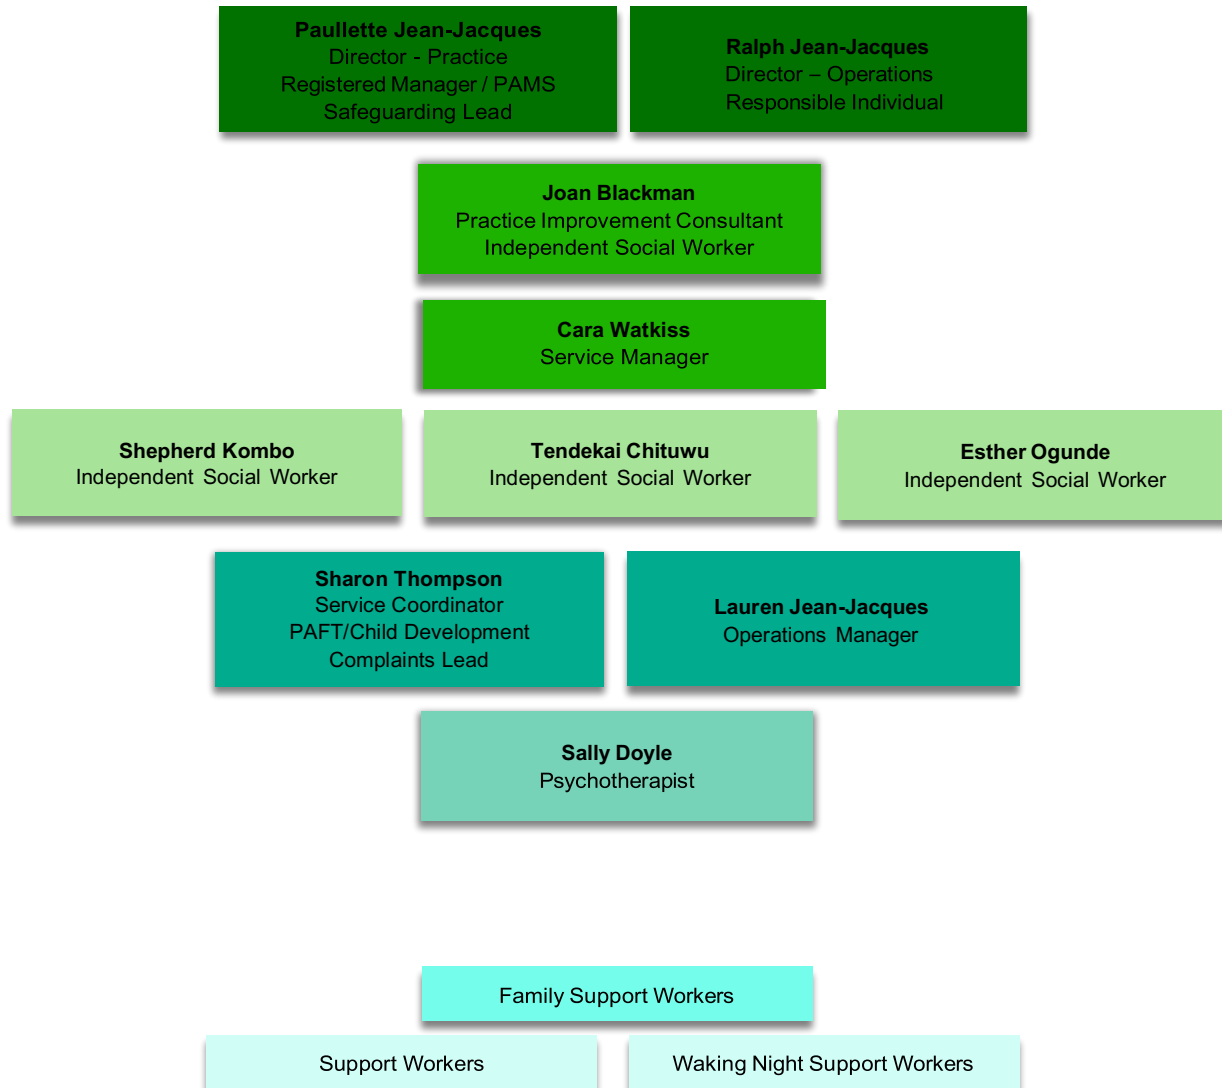 Paullette Jean-Jacques
Director - Practice
Registered Manager / PAMS
Safeguarding Lead
Ralph Jean-Jacques
Director – Operations
Responsible Individual
Joan Blackman
Practice Improvement Consultant
Independent Social Worker
Cara Watkiss
Service Manager
Shepherd Kombo
Independent Social Worker
Tendekai Chituwu
Independent Social Worker
Esther Ogunde
Independent Social Worker
Sharon Thompson
Service Coordinator
PAFT/Child Development
Complaints Lead
Lauren Jean-Jacques
Operations Manager
Sally Doyle
Psychotherapist
Family Support Workers
Support Workers
Waking Night Support Workers